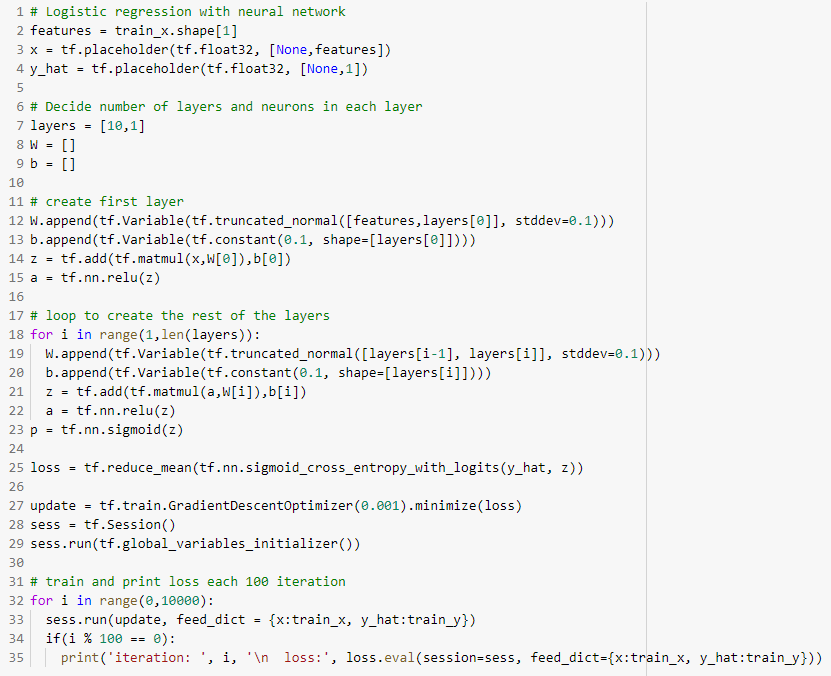 1 # Logistic regression with neural network
2 features = train_x.shape[1]
3 x = tf.placeholder(tf.float32, [None,features])
4 y_hat = tf.placeholder(tf.float32, [None,1])
5
6 # Decide number of layers and neurons in each layer
7 layers = [10,1]
8 W = []
9 b = []
10
11 # create first layer
12 W.append(tf.Variable(tf.truncated_normal([features,layers[0]], stddev=0.1)))
13 b.append(tf.Variable(tf.constant(0.1, shape=[layers[0]])))
14 z = tf.add(tf.matmul(x,W[0]),b[0])
15 a = tf.nn.relu(z)
16
17 # loop to create the rest of the layers
18 for i in range(1,len(layers)):
19   W.append(tf.Variable(tf.truncated_normal([layers[i-1], layers[i]], stddev=0.1)))
20   b.append(tf.Variable(tf.constant(0.1, shape=[layers[i]])))
21   z = tf.add(tf.matmul(a,W[i]),b[i])
22   a = tf.nn.relu(z)
23 p = tf.nn.sigmoid(z)
24
25 loss = tf.reduce_mean(tf.nn.sigmoid_cross_entropy_with_logits(y_hat, z))
26
27 update = tf.train.GradientDescentOptimizer(0.001).minimize(loss)
28 sess = tf.Session()
29 sess.run(tf.global_variables_initializer())
30
31 # train and print loss each 100 iteration
32 for i in range(0,10000):
33   sess.run(update, feed_dict = {x:train_x, y_hat:train_y})
34   if(i % 100 == 0):
35     print('iteration: ', i, '\n  loss:', loss.eval(session=sess, feed_dict={x:train_x, y_hat:train_y}))